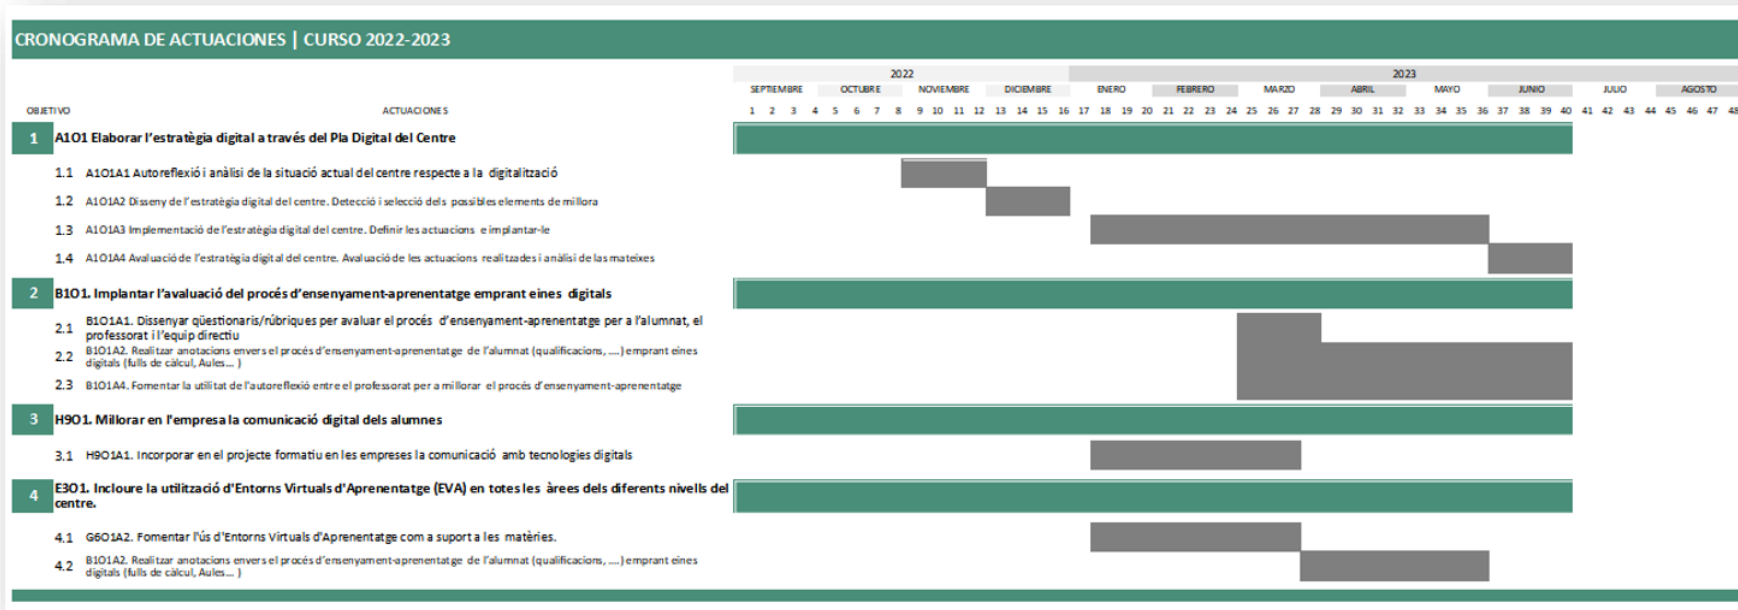 CRONOGRAMA DE ACTUACIONES | CURSO 2022-2023
2022 2023
SEPTIEMBRE OCTUBRE NOVIEMBRE DICIEMBRE ENERO FEBRERO MARZO ABRIL MAYO JUNIO JULIO AGOSTO
OBJETIVO ACTUACIONES 1 2 3 4 5 6 7 8 9 10 11 12 13 14 15 16 17 18 19 20 21 22 23 24 25 26 27 28 29 30 31 32 33 34 35 36 37 38 39 40 41 42 43 44 45 46 47 48
1 A1O1 Elaborar l'estratègia digital a través del Pla Digital del Centre
1.1 A1O1A1 Autoreflexió i anàlisi de la situació actual del centre respecte a la digitalització
1.2 A1O1A2 Disseny de l'estratègia digital del centre. Detecció i selecció dels possibles elements de millora
1.3 A1O1A3 Implementació de l'estratègia digital del centre. Definir les actuacions e implantar-le
1.4 A1O1A4 Avaluació de l'estratègia digital del centre. Avaluació de les actuacions realitzades i anàlisi de las mateixes
2 B1O1. Implantar l'avaluació del procés d'ensenyament-aprenentatge emprant eines digitals
2.1 B1O1A1. Dissenyar qüestionaris/rúbriques per avaluar el procés d'ensenyament-aprenentatge per a l'alumnat, el
professorat i l'equip directiu
2.2 B1O1A2. Realitzar anotacions envers el procés d'ensenyament-aprenentatge de l'alumnat (qualificacions, ....) emprant eines
digitals (fulls de càlcul, Aules... )
2.3 B1O1A4. Fomentar la utilitat de l'autoreflexió entre el professorat per a millorar el procés d'ensenyament-aprenentatge
3 H9O1. Millorar en l'empresa la comunicació digital dels alumnes
3.1 H9O1A1. Incorporar en el projecte formatiu en les empreses la comunicació amb tecnologies digitals
4 E3O1. Incloure la utilització d'Entorns Virtuals d'Aprenentatge (EVA) en totes les àrees dels diferents nivells del
centre.
4.1 G6O1A2. Fomentar l'ús d'Entorns Virtuals d'Aprenentatge com a suport a les matèries.
4.2 B1O1A2. Realitzar anotacions envers el procés d'ensenyament-aprenentatge de l'alumnat (qualificacions, ....) emprant eines
digitals (fulls de càlcul, Aules... )